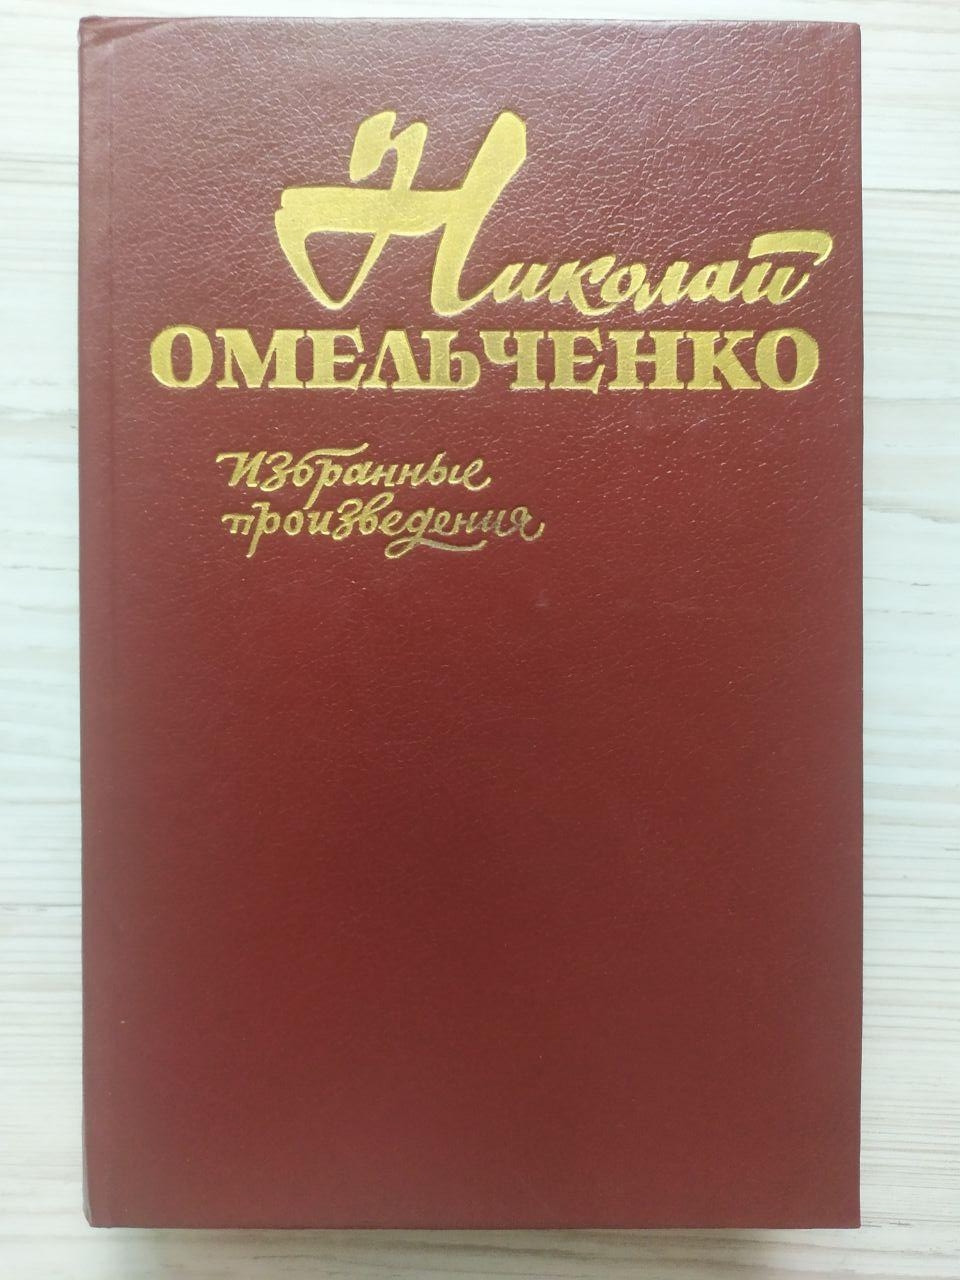 Николай
ОМЕЛЬЧЕНКО
Избранные
произведения